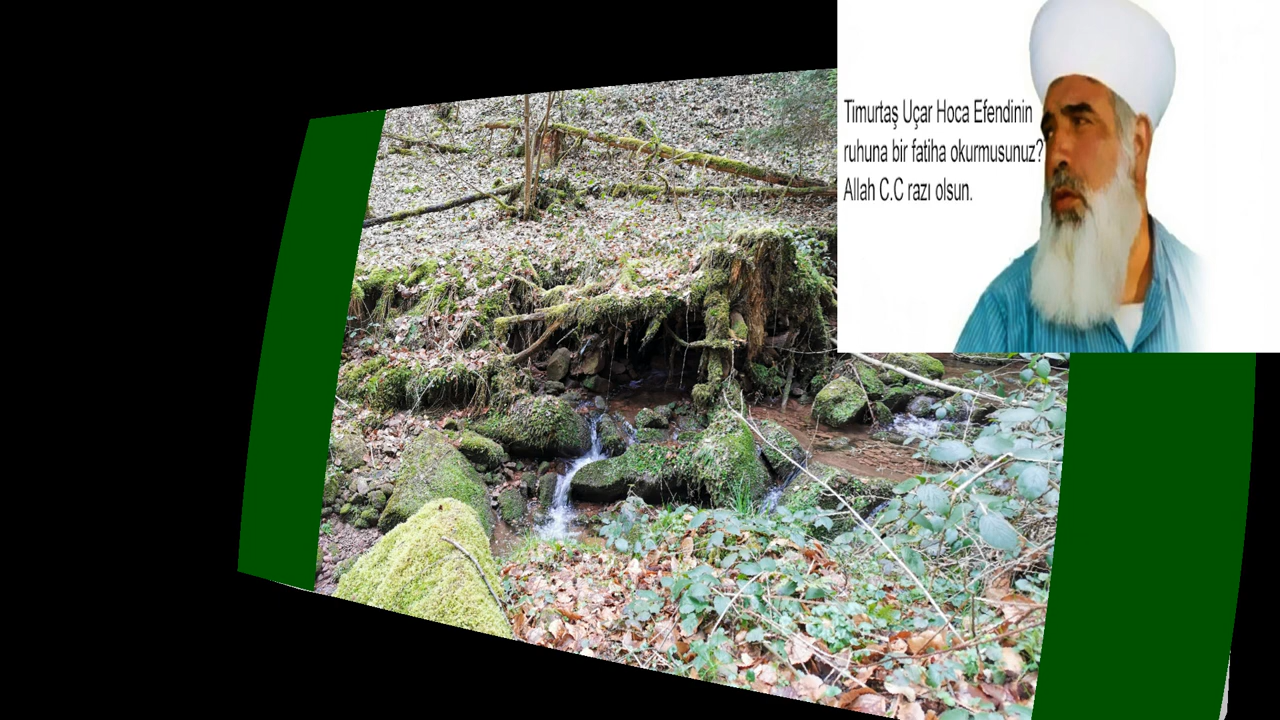 Timurtaş Uçar Hoca Efendinin
ruhuna bir fatiha okurmusunuz?
Allah C.C razı olsun.